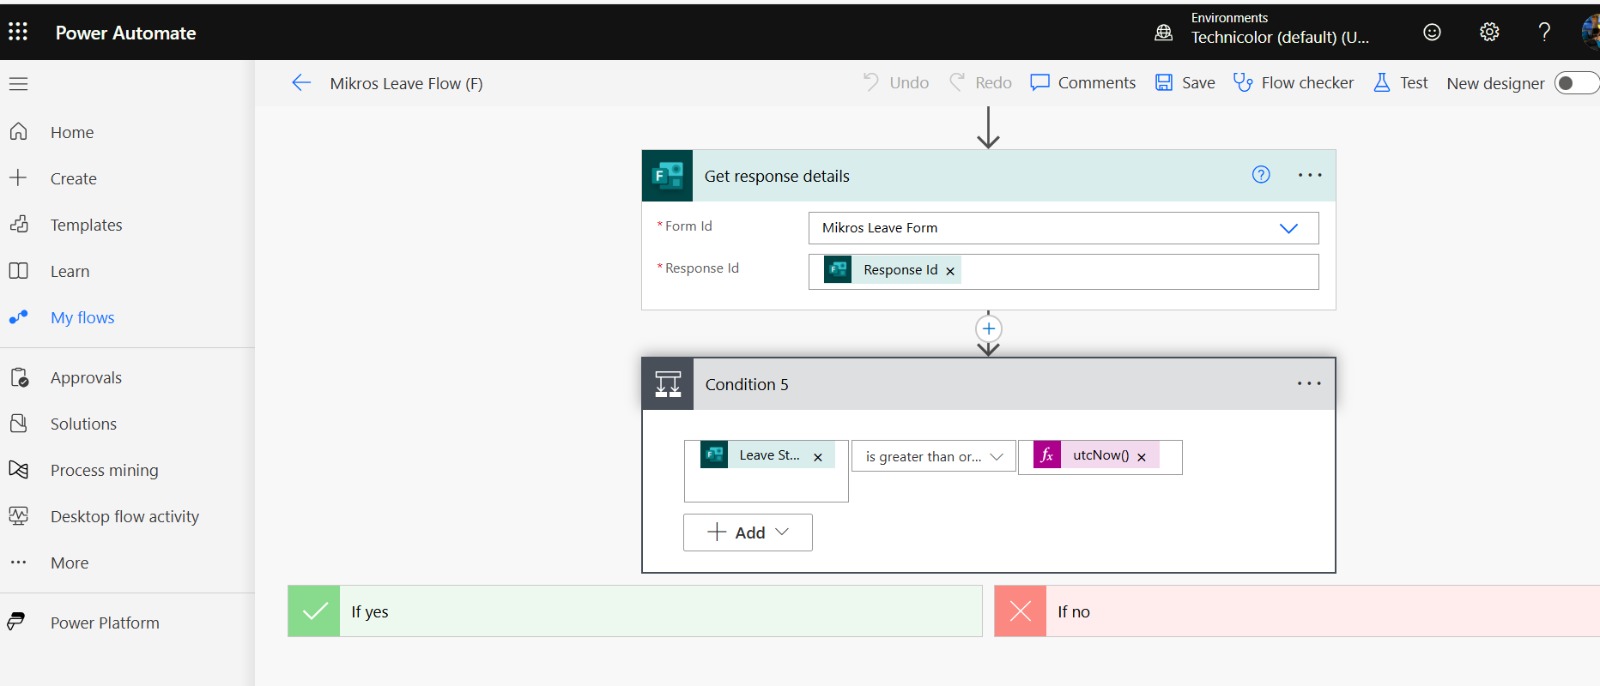 Power Automate
Environments
Technicolor (default) (U...
Mikros Leave Flow (F)
Undo
Redo
Comments
Save
Flow checker
Test
New designer
Home
Create
Templates
Learn
My flows
Approvals
Solutions
Process mining
Desktop flow activity
More
Power Platform
F
Get response details
* Form Id
Mikros Leave Form
* Response Id
F
Response Id
Condition 5
F
Leave St...
is greater than or...
fx
utcNow()
Add
If yes
If no